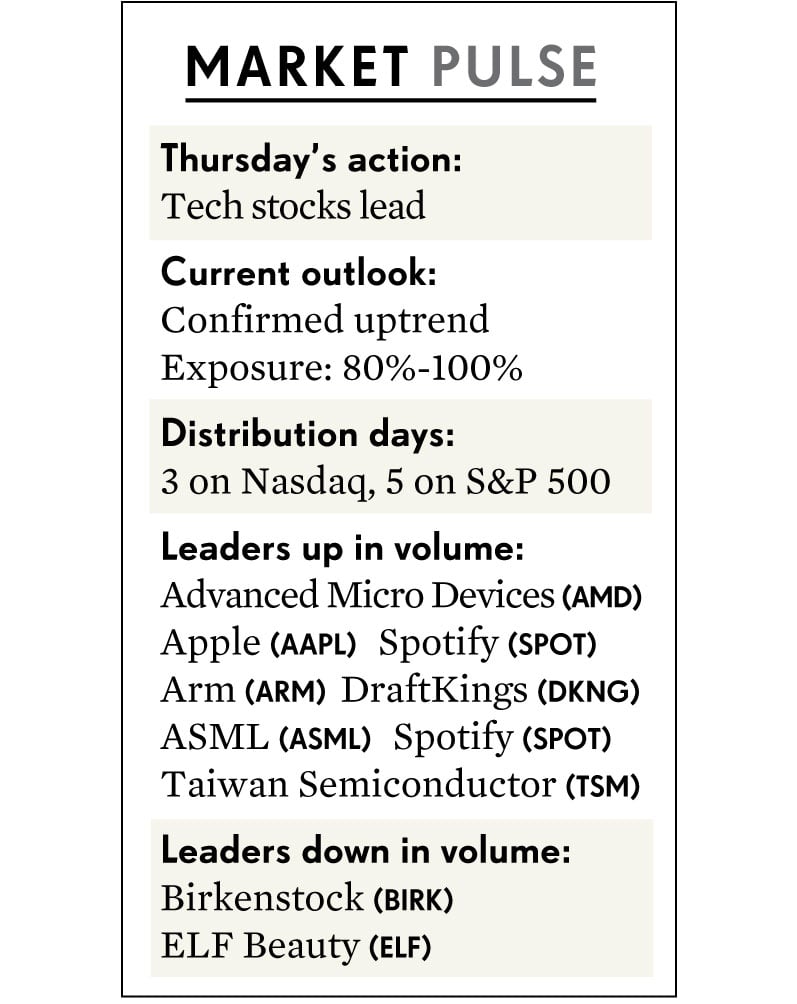 MARKET PULSE
Thursday's action:
Tech stocks lead
Current outlook:
Confirmed uptrend
Exposure: 80%-100%
Distribution days:
3 on Nasdaq, 5 on S&P 500
Leaders up in volume:
Advanced Micro Devices (AMD)
Apple (AAPL) Spotify (SPOT)
Arm (ARM) DraftKings (DKNG)
ASML (ASML) Spotify (SPOT)
Taiwan Semiconductor (TSM)
Leaders down in volume:
Birkenstock (BIRK)
ELF Beauty (ELF)